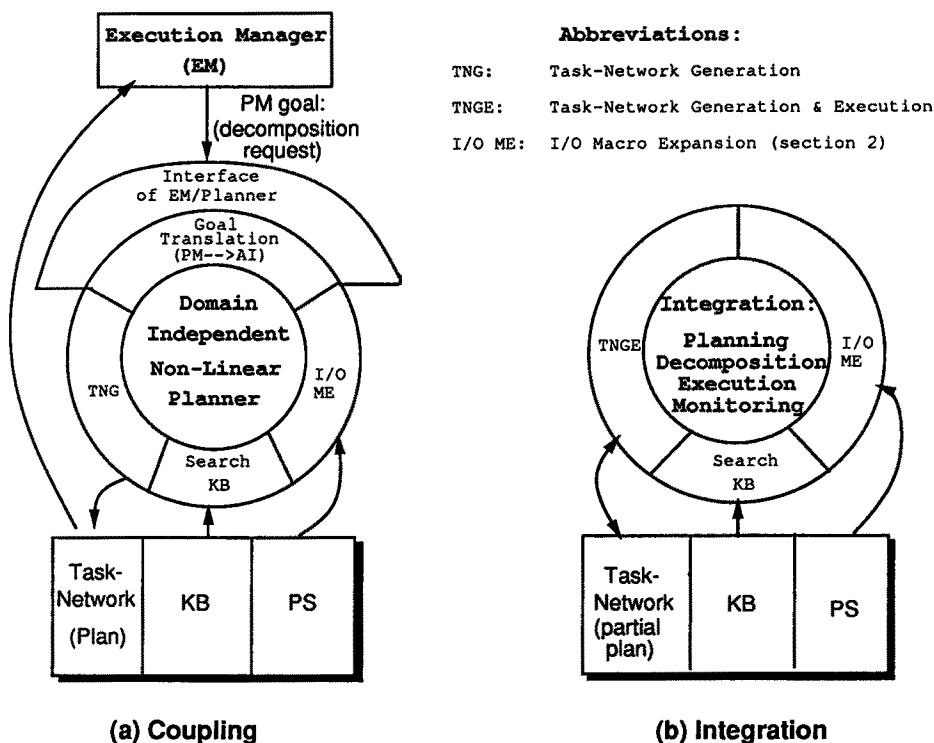 Execution Manager
(EM)
PM goal:
(decomposition
request)
Interface
of EM/Planner
Goal
Translation
(PM-->AI)
Domain
Independent
Non-Linear
Planner
TNG
I/O
ME
Search
KB
Task-
Network
(Plan)
KB
PS
(a) Coupling
Abbreviations:
TNG: Task-Network Generation
TNGE: Task-Network Generation & Execution
I/O ME: I/O Macro Expansion (section 2)
Integration:
Planning
Decomposition
Execution
Monitoring
TNGE
I/O
ME
Search
KB
Task-
Network
(partial
plan)
KB
PS
(b) Integration